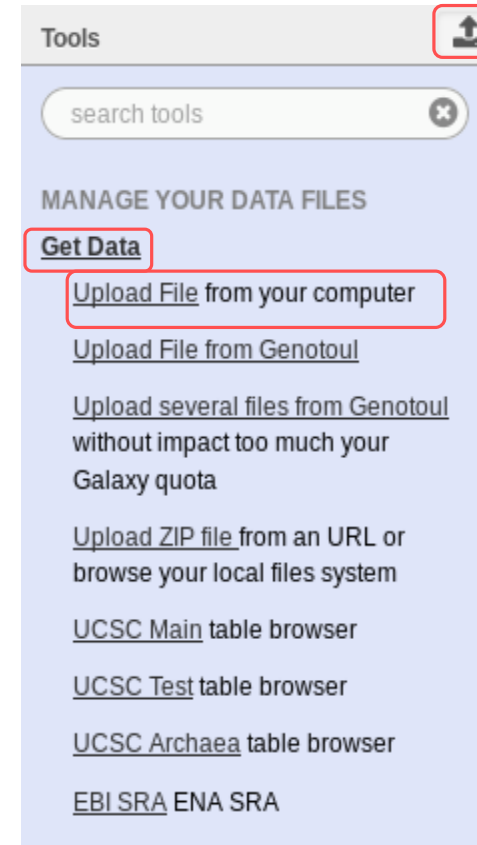 Tools
search tools
MANAGE YOUR DATA FILES
Get Data
Upload File from your computer
Upload File from Genotoul
Upload several files from Genotoul
without impact too much your
Galaxy quota
Upload ZIP file from an URL or
browse your local files system
UCSC Main table browser
UCSC Test table browser
UCSC Archaea table browser
EBI SRA ENA SRA